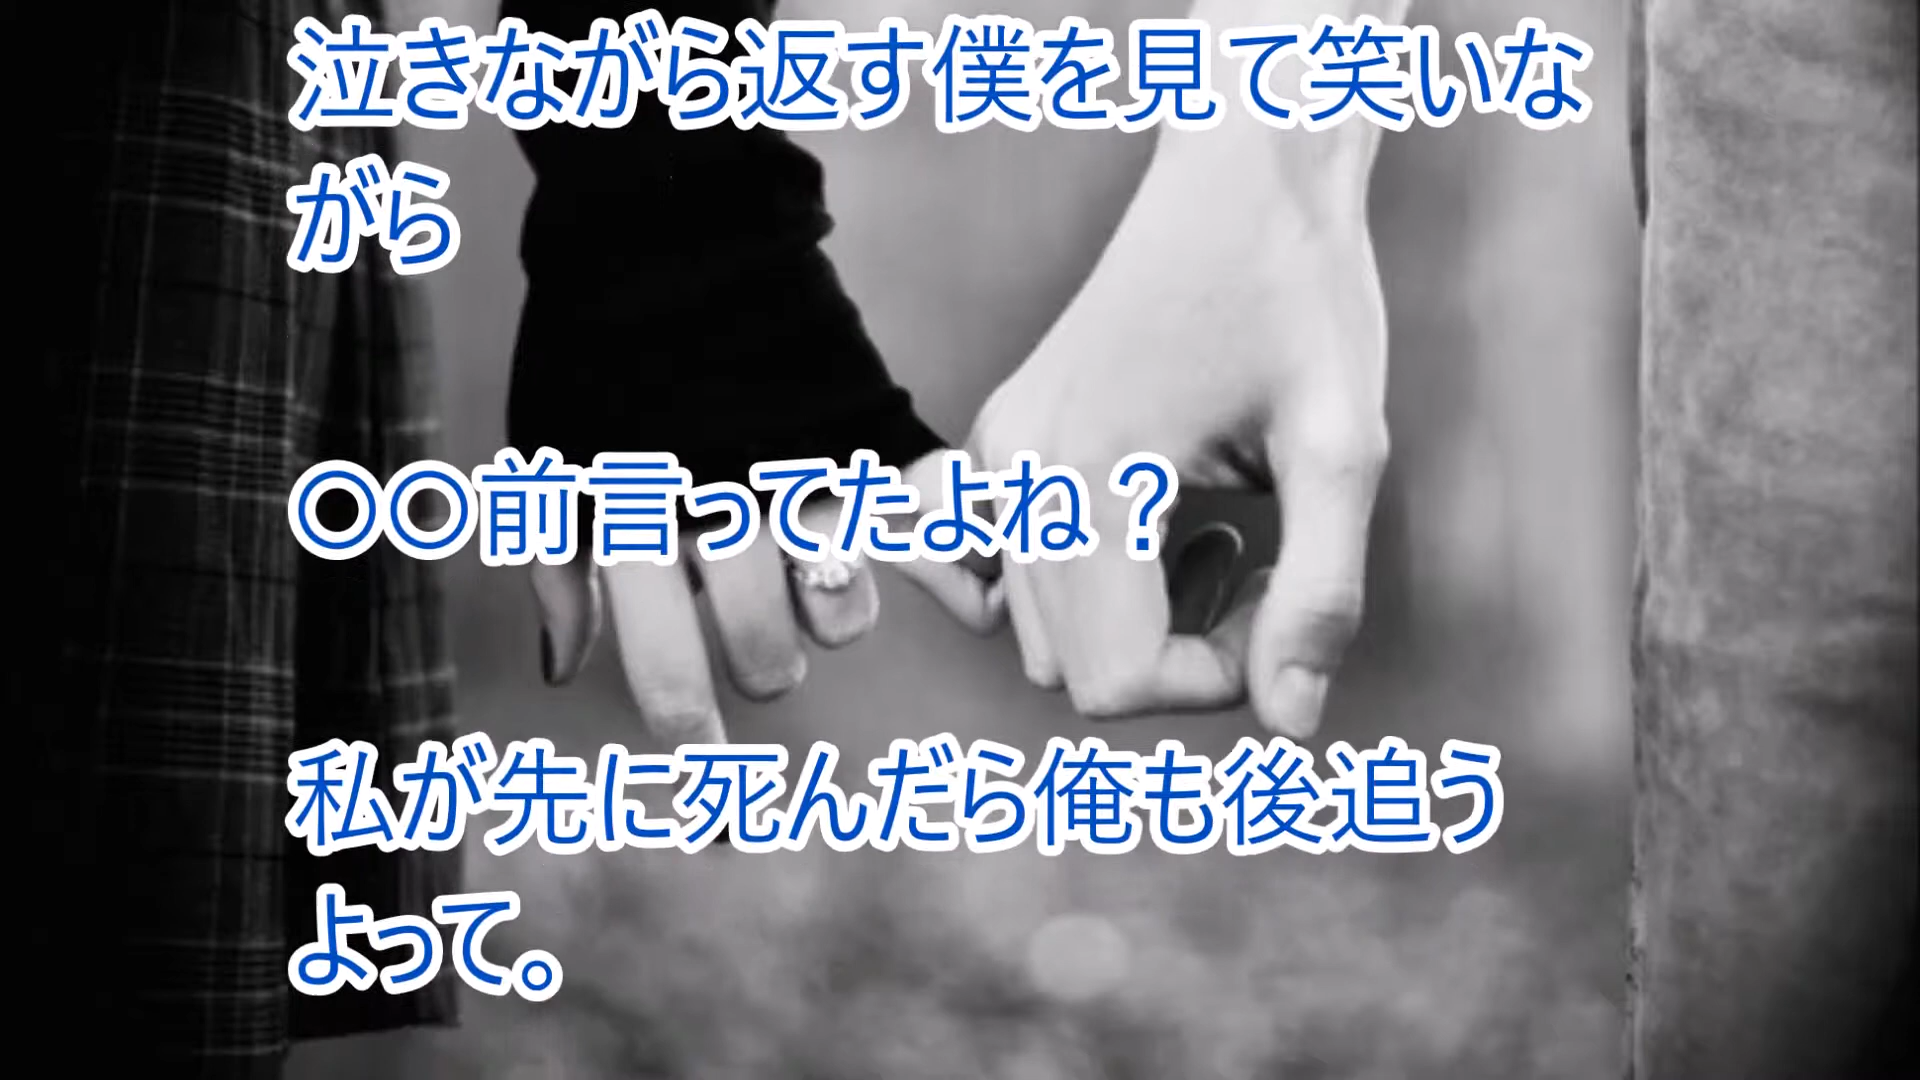 泣きながら返す僕を見て笑いな
がら
〇〇前言ってたよね？
私が先に死んだら俺も後追う
よって。